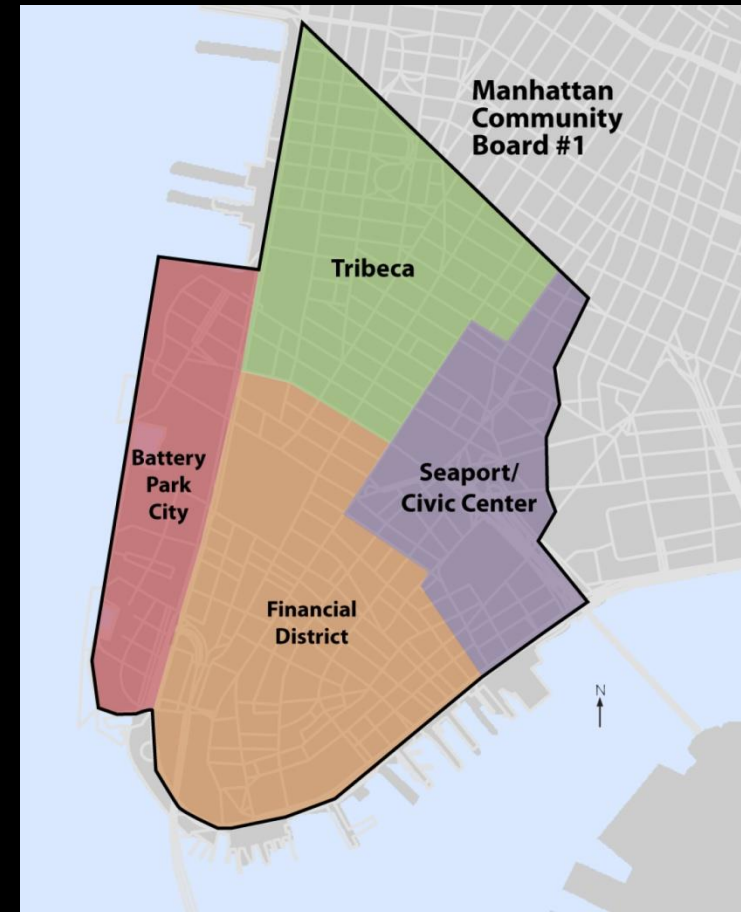 Manhattan
Community
Board #1
Tribeca
Battery
Park
City
Seaport/
Civic Center
Financial
District
N